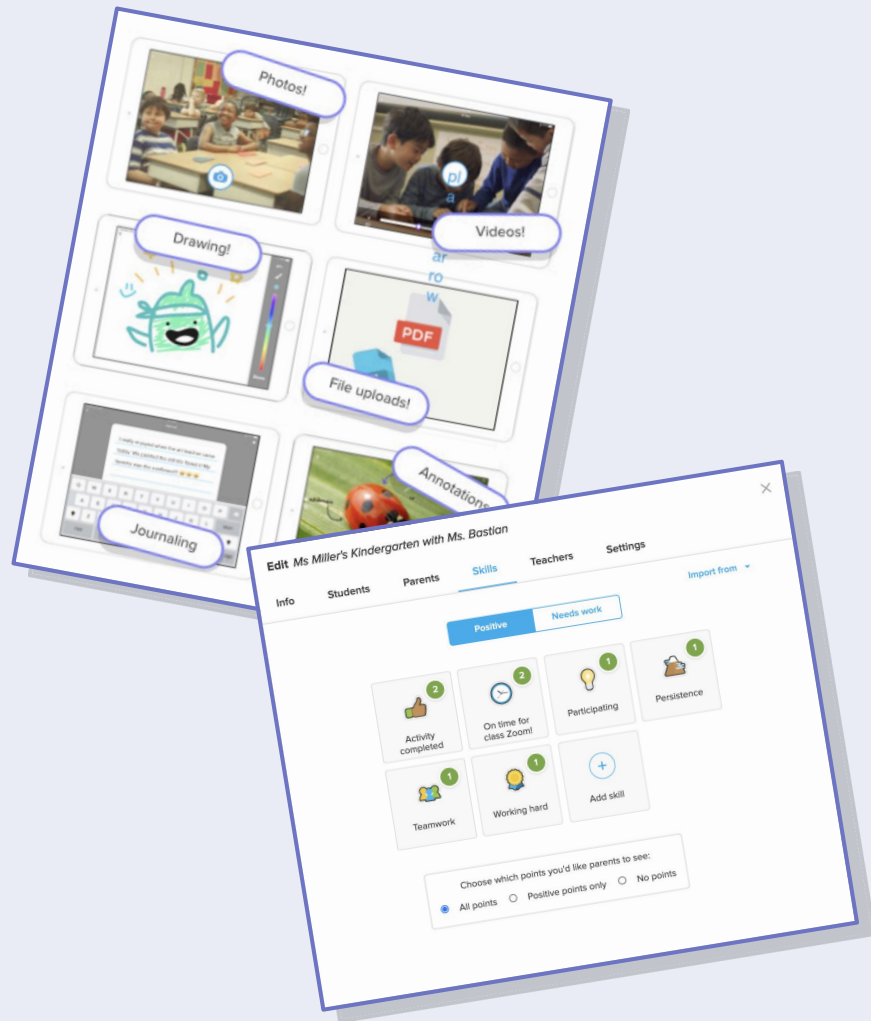 Photos!
pl
a
Videos!
Drawing!
ar
ro
w
PDF
File uploads!
Annotations
Journaling
Edit Ms Miller's Kindergarten with Ms. Bastian
Info Students Parents Skills Teachers Settings
Import from
Positive Needs work
2
Activity
completed
2
On time for
class Zoom!
1
Participating
1
Persistence
1
Teamwork
1
Working hard
Add skill
Choose which points you'd like parents to see:
All points Positive points only No points